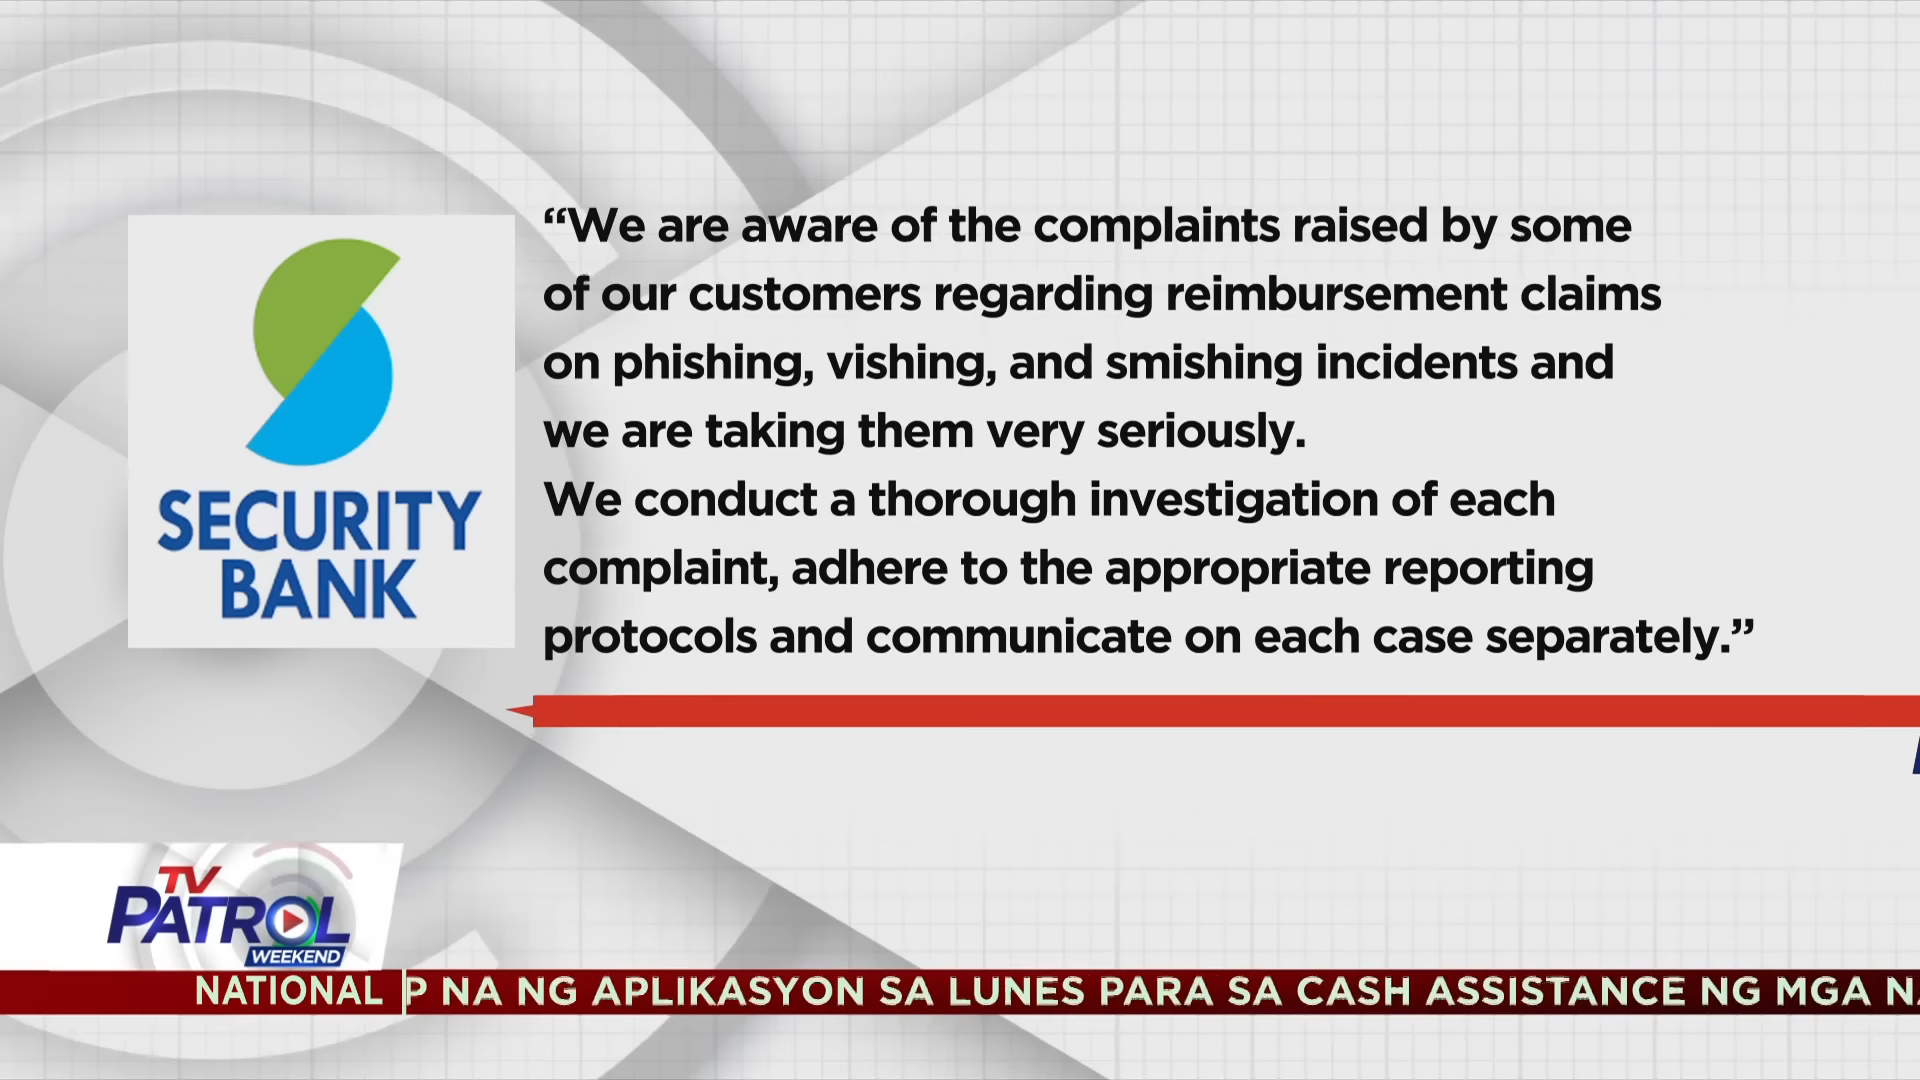 “We are aware of the complaints raised by some
of our customers regarding reimbursement claims
on phishing, vishing, and smishing incidents and
we are taking them very seriously.
We conduct a thorough investigation of each
complaint, adhere to the appropriate reporting
protocols and communicate on each case separately.”
SECURITY
BANK
TV
PATROL
WEEKEND
NATIONAL P NA NG APLIKASYON SA LUNES PARA SA CASH ASSISTANCE NG MGA